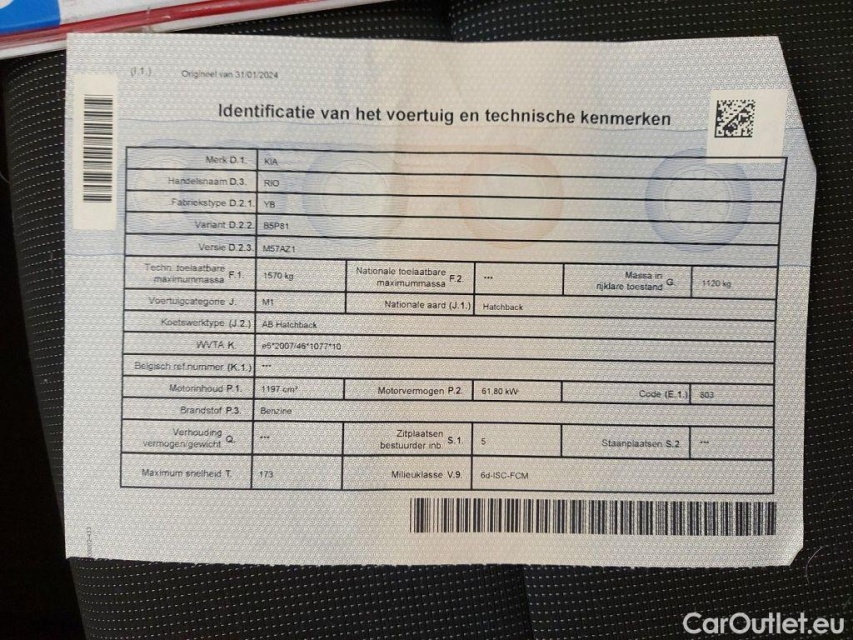 (I.1.) Origineel van 31/01/2024
Identificatie van het voertuig en technische kenmerken
Merk D.1. KIA
Handelsnaam D.3. RIO
Fabriekstype D.2.1. YB
Variant D.2.2. B5P81
Versie D.2.3. M57AZ1
Techn. toelaatbare maximummassa F.1. 1570 kg Nationale toelaatbare maximummassa F.2. *** Massa in rijklare toestand G. 1120 kg
Voertuigcategorie J. M1 Nationale aard (J.1.) Hatchback
Koetswerktype (J.2.) AB Hatchback
WVTA K. e5*2007/46*1077*10
Belgisch ref.nummer (K.1.) ***
Motorinhoud P.1. 1197 cm³ Motorvermogen P.2. 61,80 kW Code (E.1.) 803
Brandstof P.3. Benzine
Verhouding vermogen/gewicht Q. *** Zitplaatsen bestuurder inb. S.1. 5 Staanplaatsen S.2. ***
Maximum snelheid T. 173 Milieuklasse V.9. 6d-ISC-FCM
CarOutlet.eu